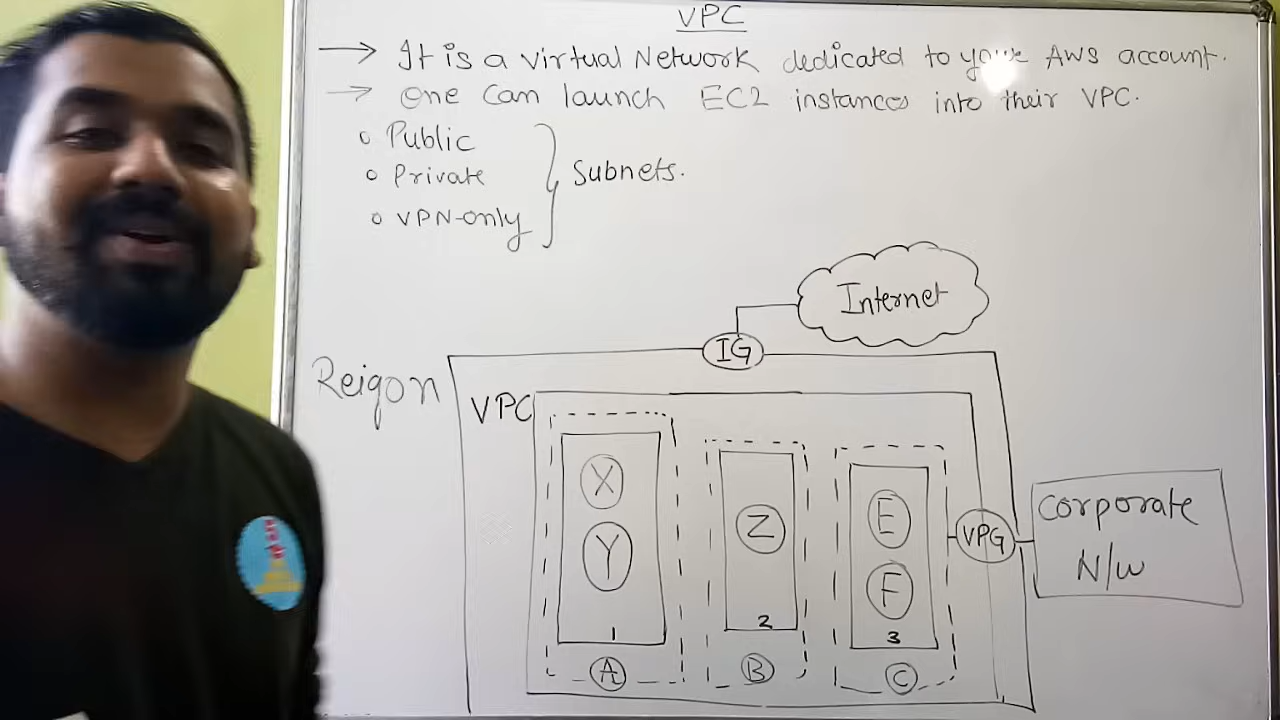 VPC
→ It is a virtual Network dedicated to your AWS account.
→ One can launch EC2 instances into their VPC.
Public
Private
VPN-only
Subnets.
Internet
IG
Reigon
VPC
X
Y
1
A
Z
2
B
E
F
3
C
VPG
Corporate
N/W